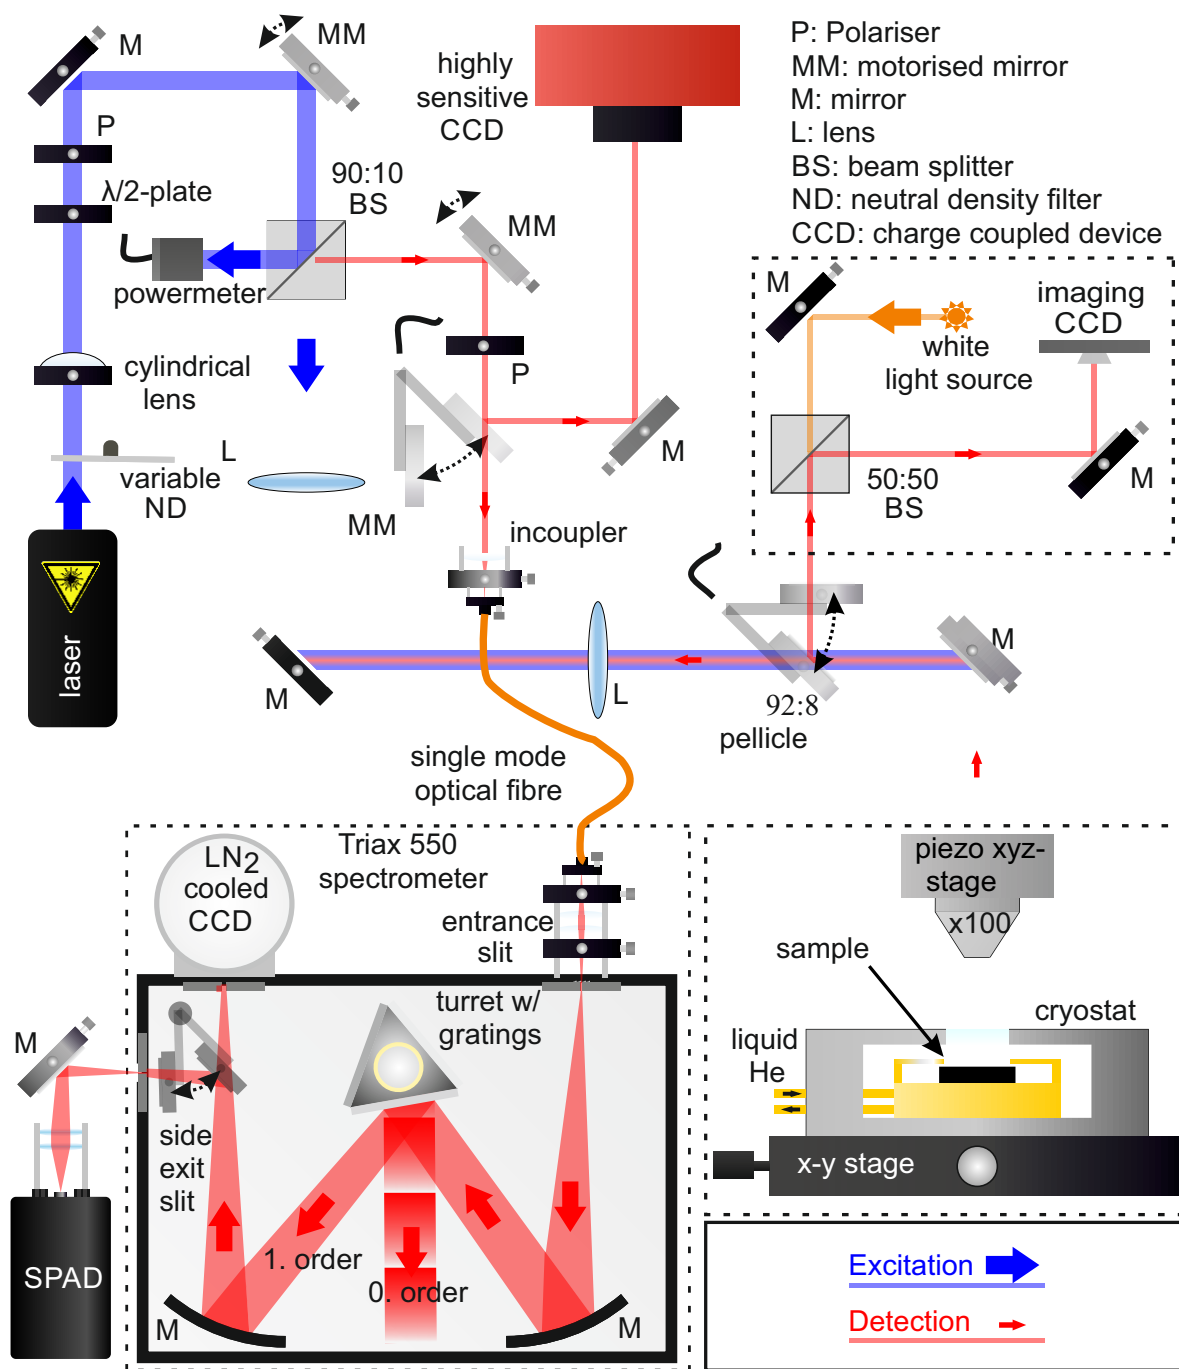 M
MM
P
λ/2-plate
90:10
BS
powermeter
highly
sensitive
CCD
MM
P: Polariser
MM: motorised mirror
M: mirror
L: lens
BS: beam splitter
ND: neutral density filter
CCD: charge coupled device
cylindrical
lens
L
variable
ND
laser
P
MM
M
incoupler
M
white
light source
imaging
CCD
50:50
BS
M
M
L
92:8
pellicle
M
single mode
optical fibre
LN2
cooled
CCD
Triax 550
spectrometer
entrance
slit
turret w/
gratings
M
side
exit
slit
SPAD
1. order
0. order
M
M
piezo xyz-
stage
x100
sample
cryostat
liquid
He
x-y stage
Excitation
Detection